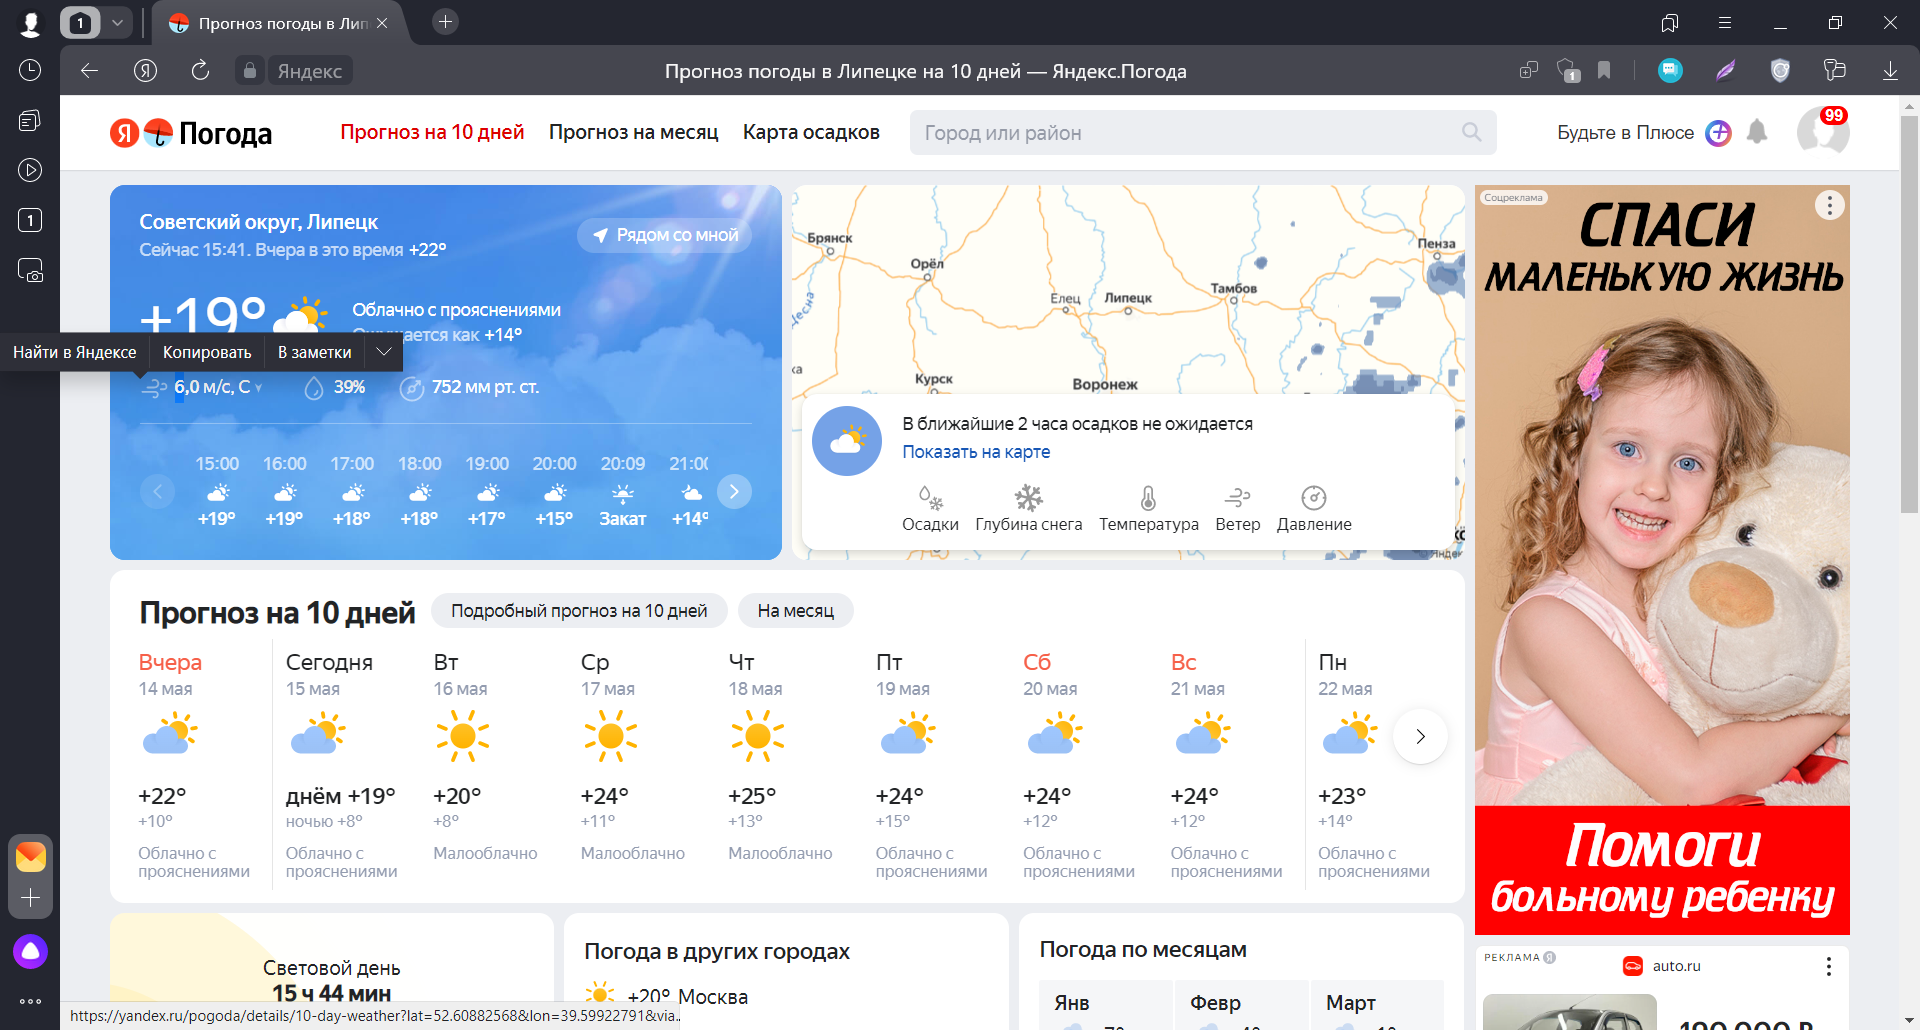 1
Прогноз погоды в Лип
Яндекс
Прогноз погоды в Липецке на 10 дней — Яндекс.Погода
1
1
Я Погода
Прогноз на 10 дней
Прогноз на месяц
Карта осадков
Город или район
Будьте в Плюсе
99
Советский округ, Липецк
Сейчас 15:41. Вчера в это время +22°
Рядом со мной
+19°
Облачно с прояснениями
Ощущается как +14°
Найти в Яндексе
Копировать
В заметки
6,0 м/с, С
39%
752 мм рт. ст.
15:00 16:00 17:00 18:00 19:00 20:00 20:09 21:00
+19° +19° +18° +18° +17° +15° Закат +14°
Брянск
Орёл
Пенза
Елец
Липецк
Тамбов
Десна
Курск
Воронеж
В ближайшие 2 часа осадков не ожидается
Показать на карте
Осадки
Глубина снега
Температура
Ветер
Давление
Прогноз на 10 дней
Подробный прогноз на 10 дней
На месяц
Вчера Сегодня Вт Ср Чт Пт Сб Вс Пн
14 мая 15 мая 16 мая 17 мая 18 мая 19 мая 20 мая 21 мая 22 мая
+22° днём +19° +20° +24° +25° +24° +24° +24° +23°
+10° ночью +8° +8° +11° +13° +15° +12° +12° +14°
Облачно с прояснениями
Облачно с прояснениями
Малооблачно
Малооблачно
Малооблачно
Облачно с прояснениями
Облачно с прояснениями
Облачно с прояснениями
Облачно с прояснениями
Световой день
15 ч 44 мин
Погода в других городах
+20° Москва
Погода по месяцам
Янв
Февр
Март
Соцреклама
СПАСИ
МАЛЕНЬКУЮ ЖИЗНЬ
Помоги
больному ребенку
РЕКЛАМА
auto.ru
190 000 ₽
https://yandex.ru/pogoda/details/10-day-weather?lat=52.60882568&lon=39.59922791&via...